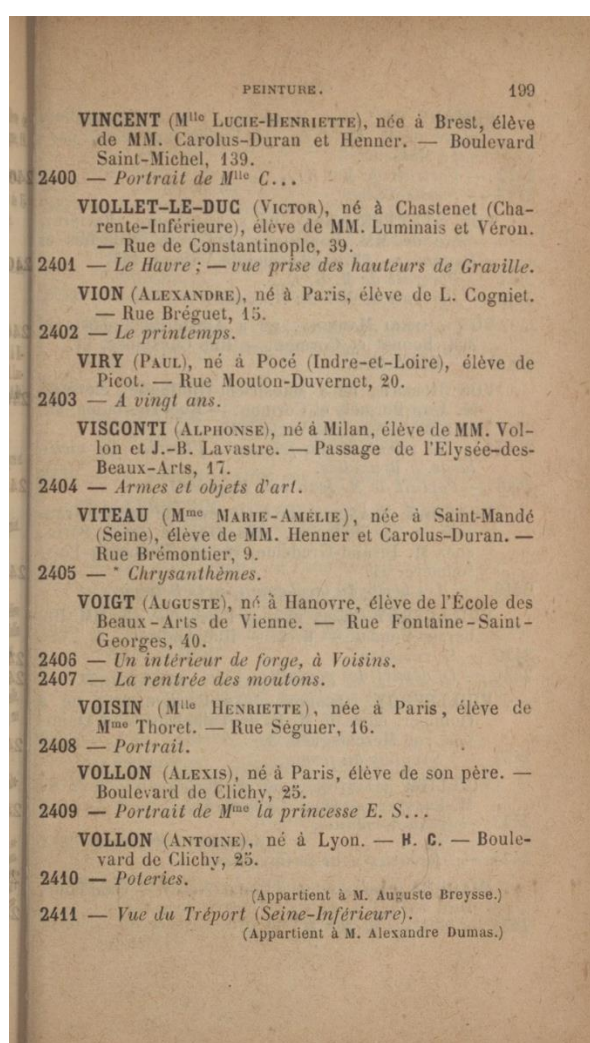 PEINTURE. 199
VINCENT (Mlle LUCIE-HENRIETTE), née à Brest, élève
de MM. Carolus-Duran et Henner. — Boulevard
Saint-Michel, 139.
2400 — Portrait de Mlle C...
VIOLLET-LE-DUC (VICTOR), né à Chastenet (Cha-
rente-Inférieure), élève de MM. Luminais et Véron.
— Rue de Constantinople, 39.
2401 — Le Havre ; — vue prise des hauteurs de Graville.
VION (ALEXANDRE), né à Paris, élève de L. Cogniet.
— Rue Bréguet, 15.
2402 — Le printemps.
VIRY (PAUL), né à Pocé (Indre-et-Loire), élève de
Picot. — Rue Mouton-Duvernet, 20.
2403 — A vingt ans.
VISCONTI (ALPHONSE), né à Milan, élève de MM. Vol-
lon et J.-B. Lavastre. — Passage de l'Elysée-des-
Beaux-Arts, 17.
2404 — Armes et objets d'art.
VITEAU (Mme MARIE-AMÉLIE), née à Saint-Mandé
(Seine), élève de MM. Henner et Carolus-Duran. —
Rue Brémontier, 9.
2405 — * Chrysanthèmes.
VOIGT (AUGUSTE), né à Hanovre, élève de l'École des
Beaux-Arts de Vienne. — Rue Fontaine-Saint-
Georges, 40.
2406 — Un intérieur de forge, à Voisins.
2407 — La rentrée des moutons.
VOISIN (Mlle HENRIETTE), née à Paris, élève de
Mme Thoret. — Rue Séguier, 16.
2408 — Portrait.
VOLLON (ALEXIS), né à Paris, élève de son père. —
Boulevard de Clichy, 25.
2409 — Portrait de Mme la princesse E. S...
VOLLON (ANTOINE), né à Lyon. — H. C. — Boule-
vard de Clichy, 25.
2410 — Poteries.
(Appartient à M. Auguste Breysse.)
2411 — Vue du Tréport (Seine-Inférieure).
(Appartient à M. Alexandre Dumas.)